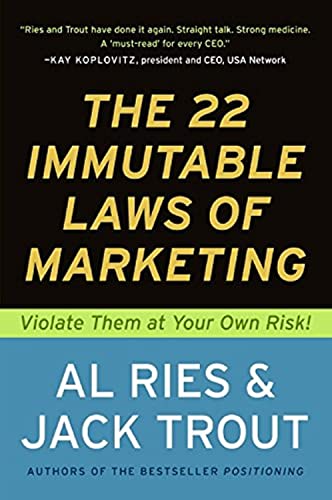 "Ries and Trout have done it again. Straight talk. Strong medicine.
A 'must-read' for every CEO."
—KAY KOPLOVITZ, president and CEO, USA Network
THE 22
IMMUTABLE
LAWS OF
MARKETING
Violate Them at Your Own Risk!
AL RIES &
JACK TROUT
AUTHORS OF THE BESTSELLER POSITIONING